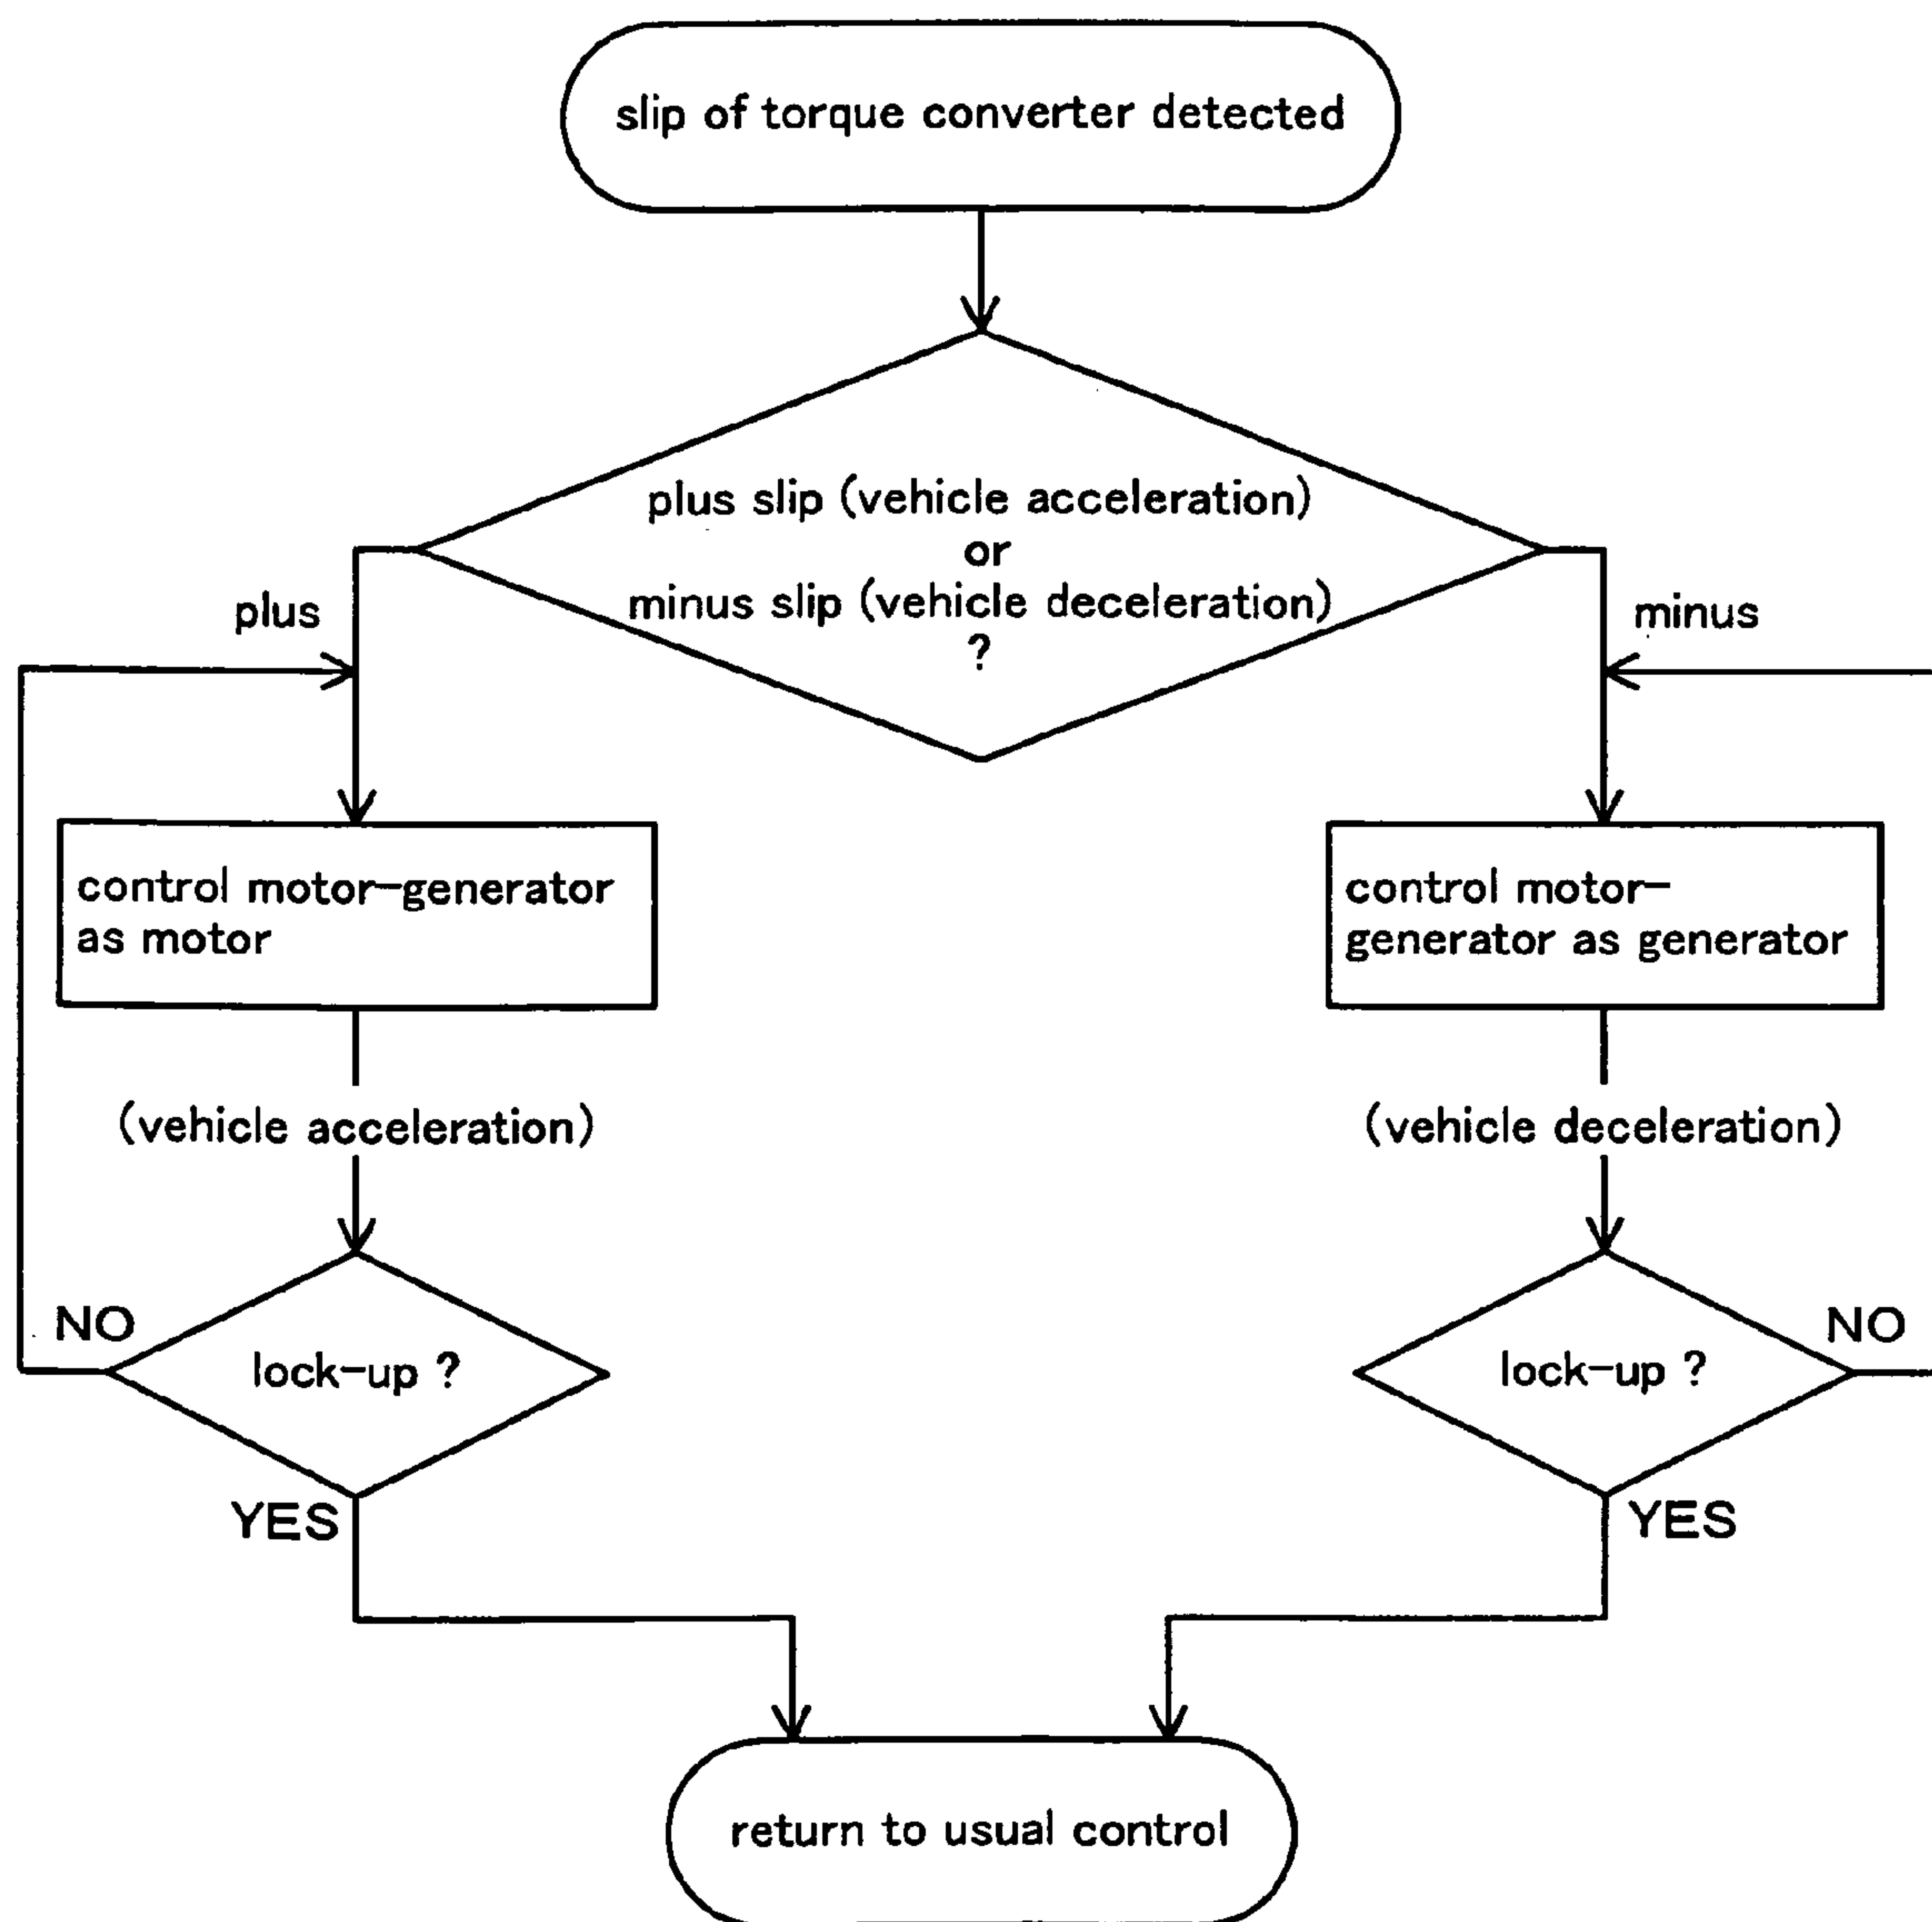 slip of torque converter detected
plus slip (vehicle acceleration)
or
minus slip (vehicle deceleration)
?
plus
minus
control motor-generator
as motor
control motor-
generator as generator
(vehicle acceleration)
(vehicle deceleration)
NO
lock-up ?
YES
lock-up ?
NO
YES
return to usual control